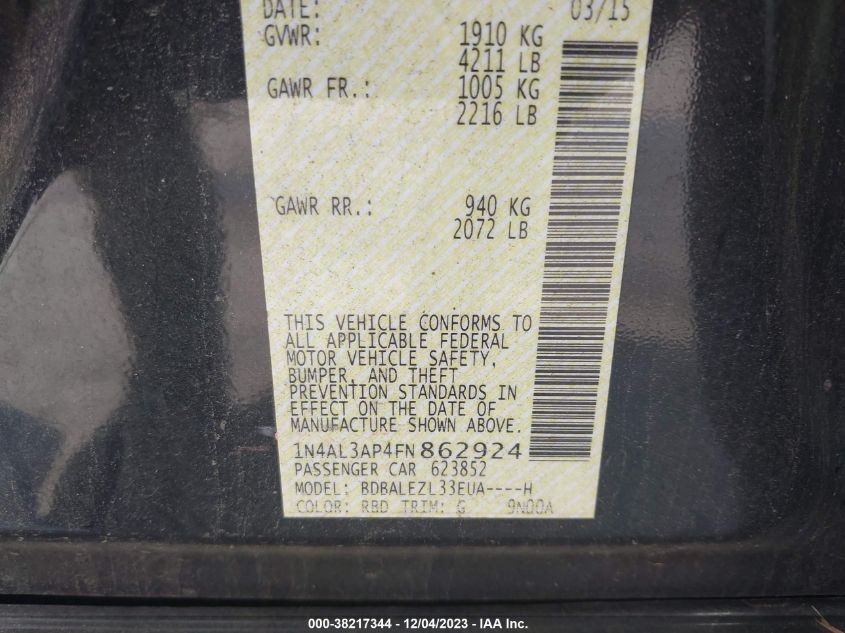 DATE: 03/15
GVWR: 1910 KG
4211 LB
GAWR FR.: 1005 KG
2216 LB
GAWR RR.: 940 KG
2072 LB
THIS VEHICLE CONFORMS TO
ALL APPLICABLE FEDERAL
MOTOR VEHICLE SAFETY,
BUMPER, AND THEFT
PREVENTION STANDARDS IN
EFFECT ON THE DATE OF
MANUFACTURE SHOWN ABOVE.
1N4AL3AP4FN862924
PASSENGER CAR 623852
MODEL: BDBALEZL33EUA----H
COLOR: RBD TRIM: G 9N00A
000-38217344 - 12/04/2023 - IAA Inc.